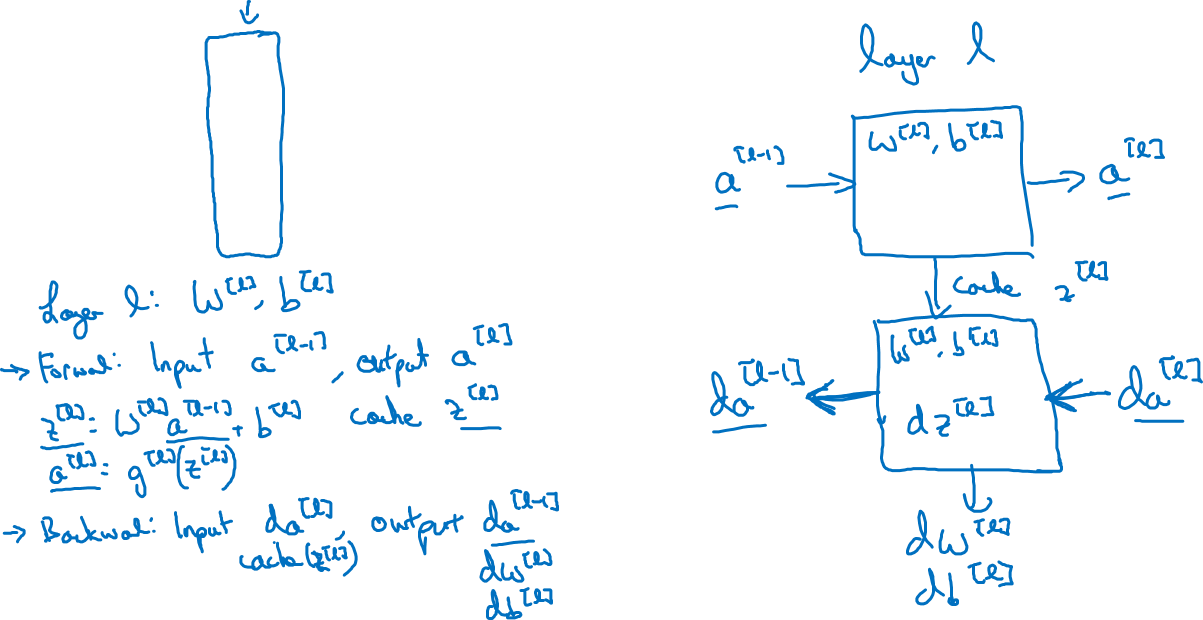 Layer l: W^[l], b^[l]
→ Forward: Input a^[l-1], output a^[l]
z^[l] = W^[l] a^[l-1] + b^[l] cache z^[l]
a^[l] = g^[l](z^[l])
→ Backward: Input da^[l], output da^[l-1]
cache(z^[l])
dW^[l]
db^[l]
layer l
W^[l], b^[l]
a^[l-1]
a^[l]
cache z^[l]
W^[l], b^[l]
da^[l-1]
dz^[l]
da^[l]
dW^[l]
db^[l]